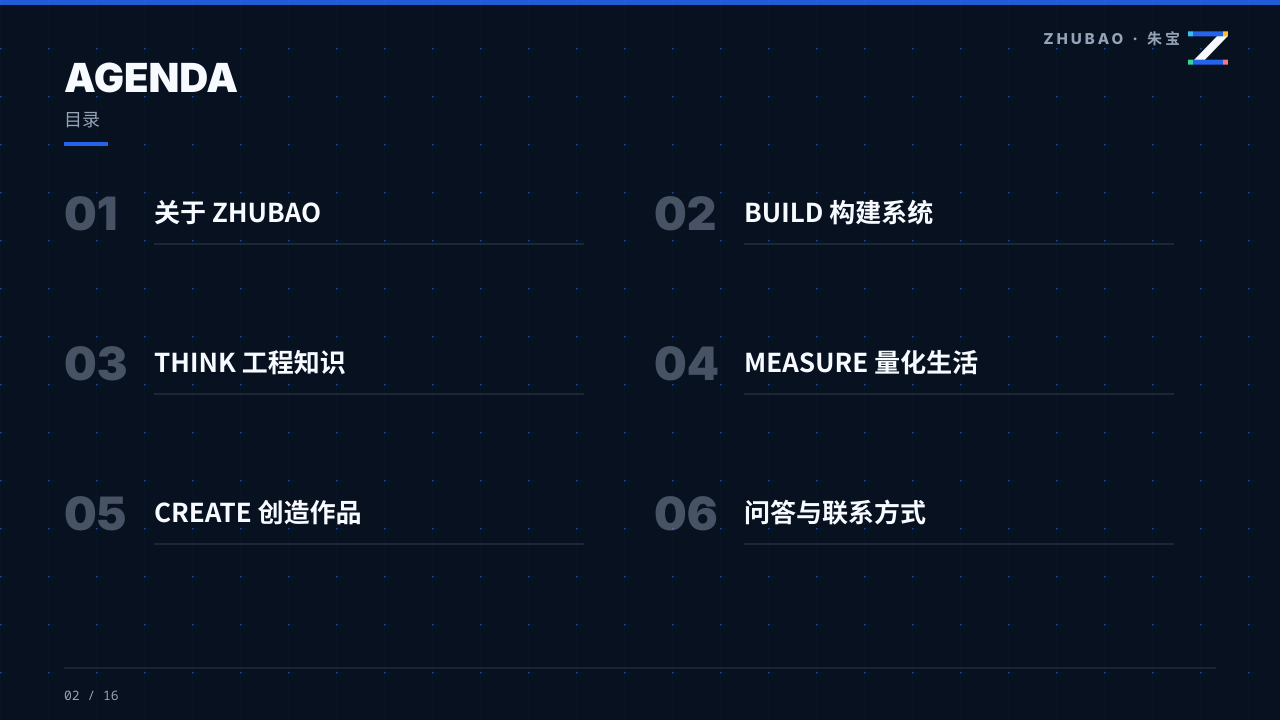 ZHUBAO · 朱宝
AGENDA
目录
01 关于 ZHUBAO
02 BUILD 构建系统
03 THINK 工程知识
04 MEASURE 量化生活
05 CREATE 创造作品
06 问答与联系方式
02 / 16